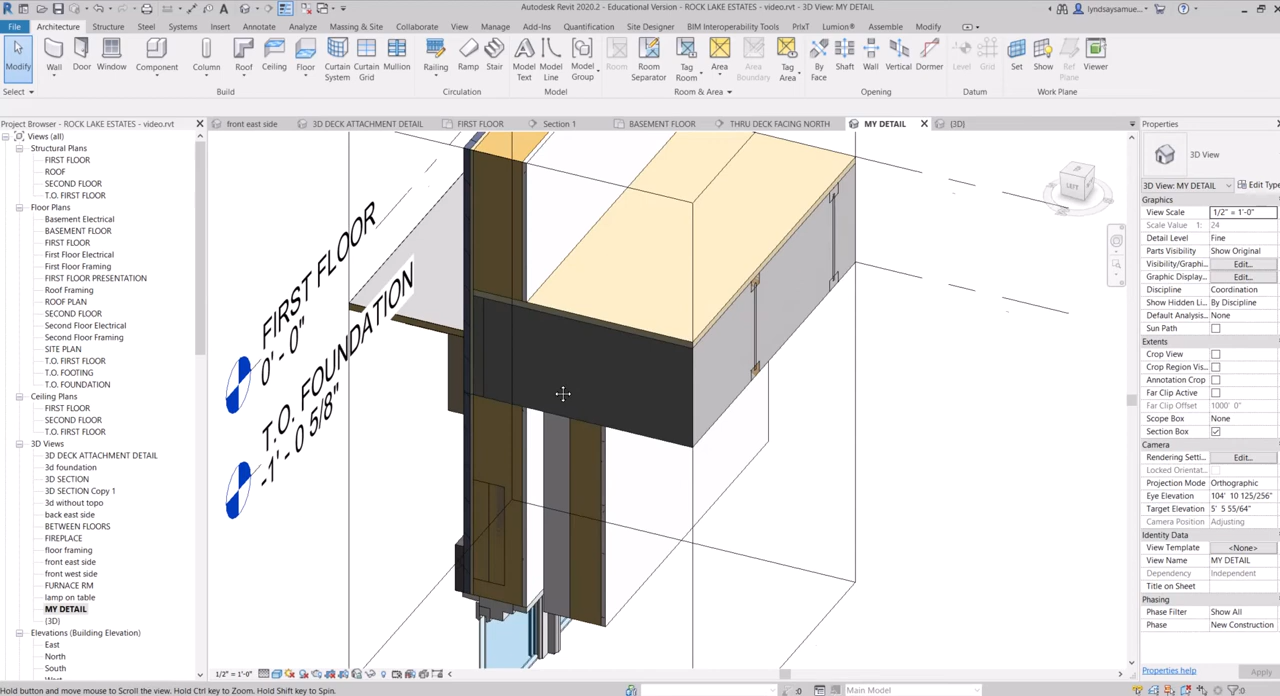 Autodesk Revit 2020.2 - Educational Version - ROCK LAKE ESTATES - video.rvt - 3D View: MY DETAIL
lyndsaysamue...
File Architecture Structure Steel Systems Insert Annotate Analyze Massing & Site Collaborate View Manage Add-Ins Quantification Site Designer BIM Interoperability Tools PrixT Issues Assemble Modify
Modify Wall Door Window Component Column Roof Ceiling Floor Curtain System Curtain Grid Mullion Railing Ramp Stair Model Text Model Line Model Group Room Room Separator Tag Room Area Area Boundary Tag Area By Face Shaft Wall Vertical Dormer Level Grid Set Show Ref Plane Viewer
Select Build Circulation Model Room & Area Opening Datum Work Plane
Project Browser - ROCK LAKE ESTATES - video.rvt
front east side 3D DECK ATTACHMENT DETAIL FIRST FLOOR Section 1 BASEMENT FLOOR THRU DECK FACING NORTH MY DETAIL {3D}
Views (all)
Structural Plans
FIRST FLOOR
ROOF
SECOND FLOOR
T.O. FIRST FLOOR
Floor Plans
Basement Electrical
BASEMENT FLOOR
FIRST FLOOR
First Floor Electrical
First Floor Framing
FIRST FLOOR PRESENTATION
Roof Framing
ROOF PLAN
SECOND FLOOR
Second Floor Electrical
Second Floor Framing
SITE PLAN
T.O. FIRST FLOOR
T.O. FOOTING
T.O. FOUNDATION
Ceiling Plans
FIRST FLOOR
SECOND FLOOR
T.O. FIRST FLOOR
3D Views
3D DECK ATTACHMENT DETAIL
3d foundation
3D SECTION
3D SECTION Copy 1
3d without topo
back east side
BETWEEN FLOORS
FIREPLACE
floor framing
front east side
front west side
FURNACE RM
lamp on table
MY DETAIL
{3D}
Elevations (Building Elevation)
East
North
South
FIRST FLOOR
0' - 0"
T.O. FOUNDATION
-1' - 0 5/8"
LEFT
Properties
3D View
3D View: MY DETAIL Edit Type
Graphics
View Scale 1/2" = 1'-0"
Scale Value 1: 24
Detail Level Fine
Parts Visibility Show Original
Visibility/Graphi... Edit...
Graphic Display... Edit...
Discipline Coordination
Show Hidden Li... By Discipline
Default Analysis... None
Sun Path
Extents
Crop View
Crop Region Vis...
Annotation Crop
Far Clip Active
Far Clip Offset 1000' 0"
Scope Box None
Section Box
Camera
Rendering Setti... Edit...
Locked Orientat...
Projection Mode Orthographic
Eye Elevation 104' 10 125/256"
Target Elevation 5' 5 55/64"
Camera Position Adjusting
Identity Data
View Template <None>
View Name MY DETAIL
Dependency Independent
Title on Sheet
Phasing
Phase Filter Show All
Phase New Construction
Properties help Apply
1/2" = 1'-0"
Hold button and move mouse to Scroll the view. Hold Ctrl key to Zoom. Hold Shift key to Spin.
:0 Main Model